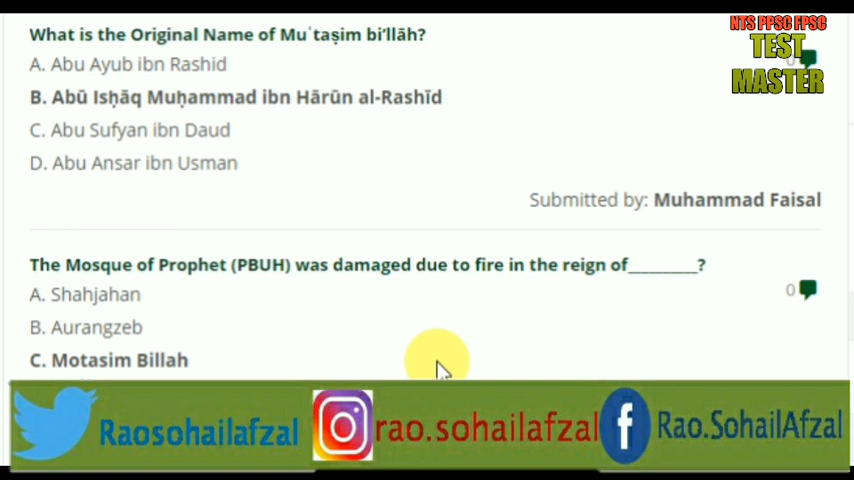 NTS PPSC FPSC
TEST
MASTER
What is the Original Name of Muʿtaṣim bi’llāh?
0
A. Abu Ayub ibn Rashid
B. Abū Isḥāq Muḥammad ibn Hārūn al-Rashīd
C. Abu Sufyan ibn Daud
D. Abu Ansar ibn Usman
Submitted by: Muhammad Faisal
The Mosque of Prophet (PBUH) was damaged due to fire in the reign of_________?
0
A. Shahjahan
B. Aurangzeb
C. Motasim Billah
Raosohailafzal
rao.sohailafzal
Rao.SohailAfzal